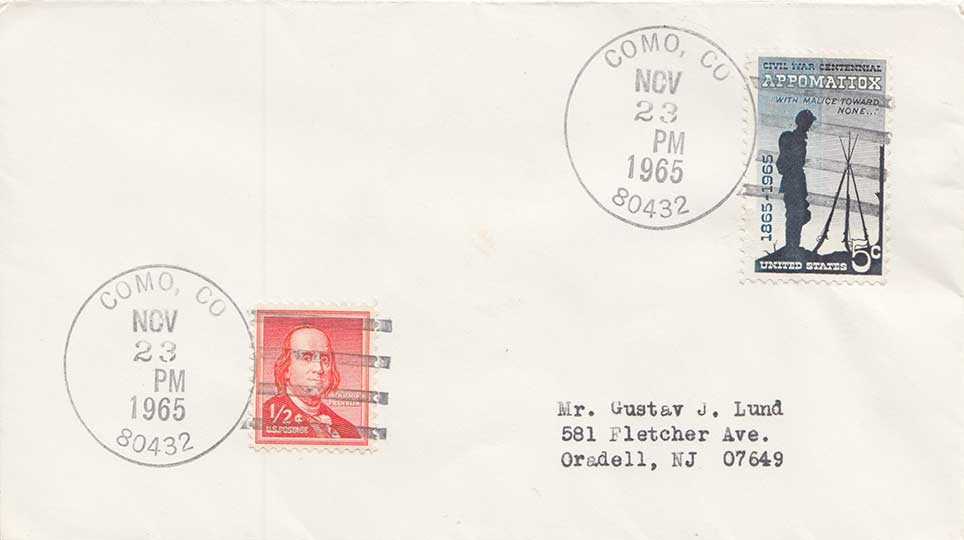 COMO, CO
NOV
23
PM
1965
80432
CIVIL WAR CENTENNIAL
APPOMATTOX
"WITH MALICE TOWARD
NONE..."
1865-1965
5c
UNITED STATES
COMO, CO
NOV
23
PM
1965
80432
FRANKLIN
1/2¢
U.S. POSTAGE
Mr. Gustav J. Lund
581 Fletcher Ave.
Oradell, NJ 07649